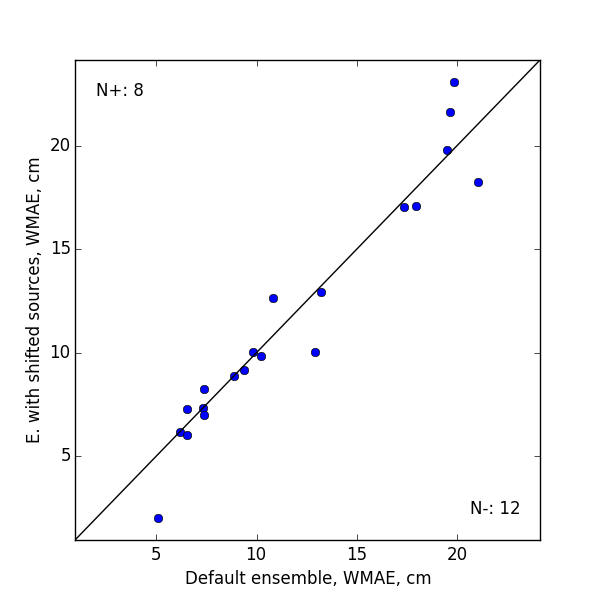 N+: 8
20
15
10
5
E. with shifted sources, WMAE, cm
N-: 12
5
10
15
20
Default ensemble, WMAE, cm